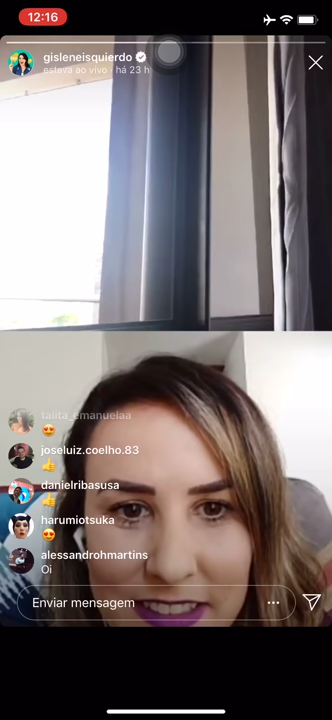 12:16
gisleneisquierdo
estava ao vivo · há 23 h
talita_emanuelaa
joseluiz.coelho.83
danielribasusa
harumiotsuka
alessandrohmartins
Oi
Enviar mensagem